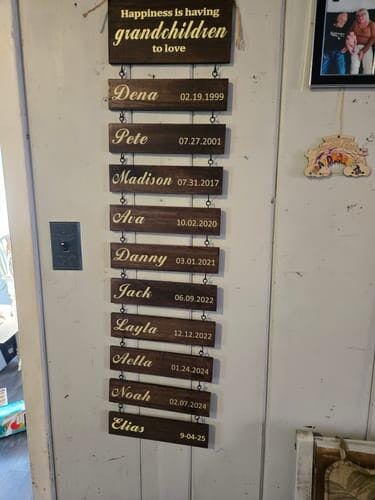 Happiness is having
grandchildren
to love
Dena 02.19.1999
Pete 07.27.2001
Madison 07.31.2017
Ava 10.02.2020
Danny 03.01.2021
Jack 06.09.2022
Layla 12.12.2022
Aella 01.24.2024
Noah 02.07.2024
Elias 9-04-25